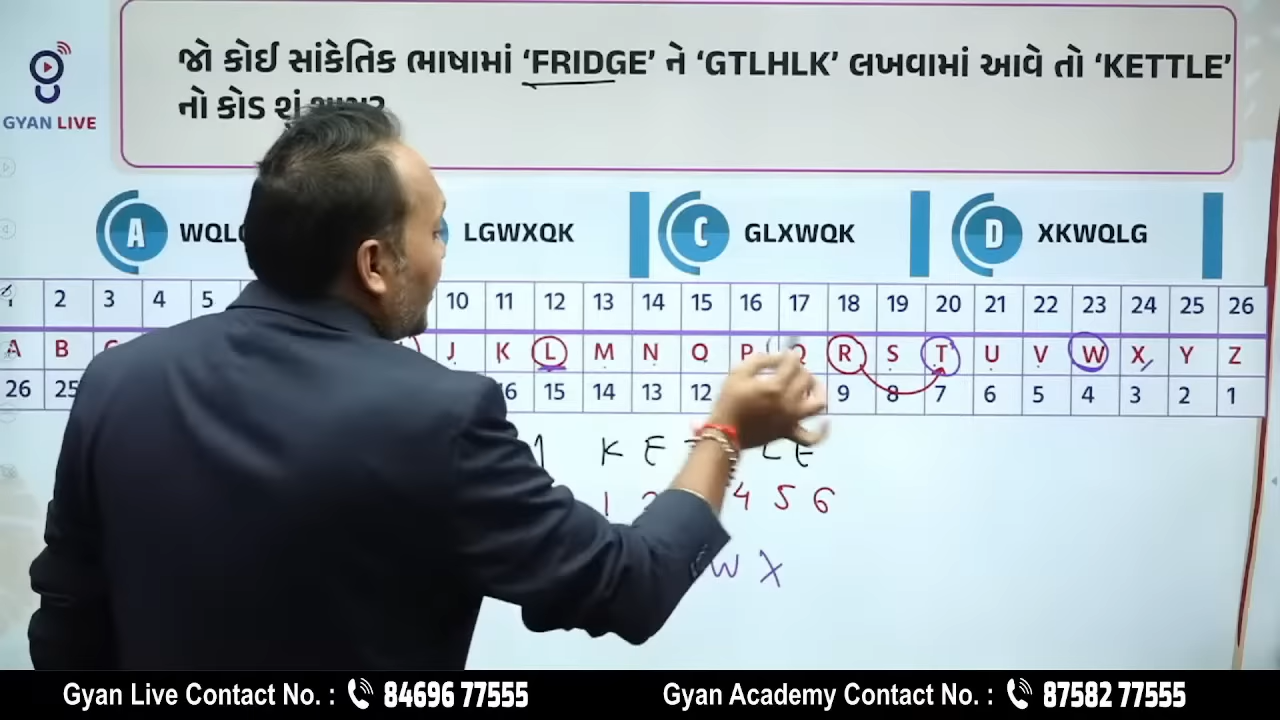 જો કોઈ સાંકેતિક ભાષામાં ‘FRIDGE’ ને ‘GTLHLK’ લખવામાં આવે તો ‘KETTLE’
નો કોડ શું
GYAN LIVE
A LGWXQK C GLXWQK D XKWQLG
1 2 3 4 5 10 11 12 13 14 15 16 17 18 19 20 21 22 23 24 25 26
A B J K L M N O P Q R S T U V W X Y Z
26 25 15 14 13 12 9 8 7 6 5 4 3 2 1
K E L E
1 2 4 5 6
W X
Gyan Live Contact No. : 84696 77555 Gyan Academy Contact No. : 87582 77555